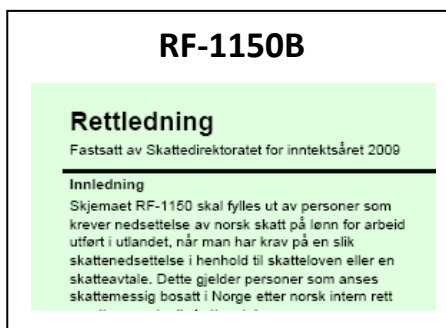 RF-1150B
Rettledning
Fastsatt av Skattedirektoratet for inntektsåret 2009
Innledning
Skjemaet RF-1150 skal fylles ut av personer som
krever nedsettelse av norsk skatt på lønn for arbeid
utført i utlandet, når man har krav på en slik
skattenedsettelse i henhold til skatteloven eller en
skatteavtale. Dette gjelder personer som anses
skattemessig bosatt i Norge etter norsk intern rett